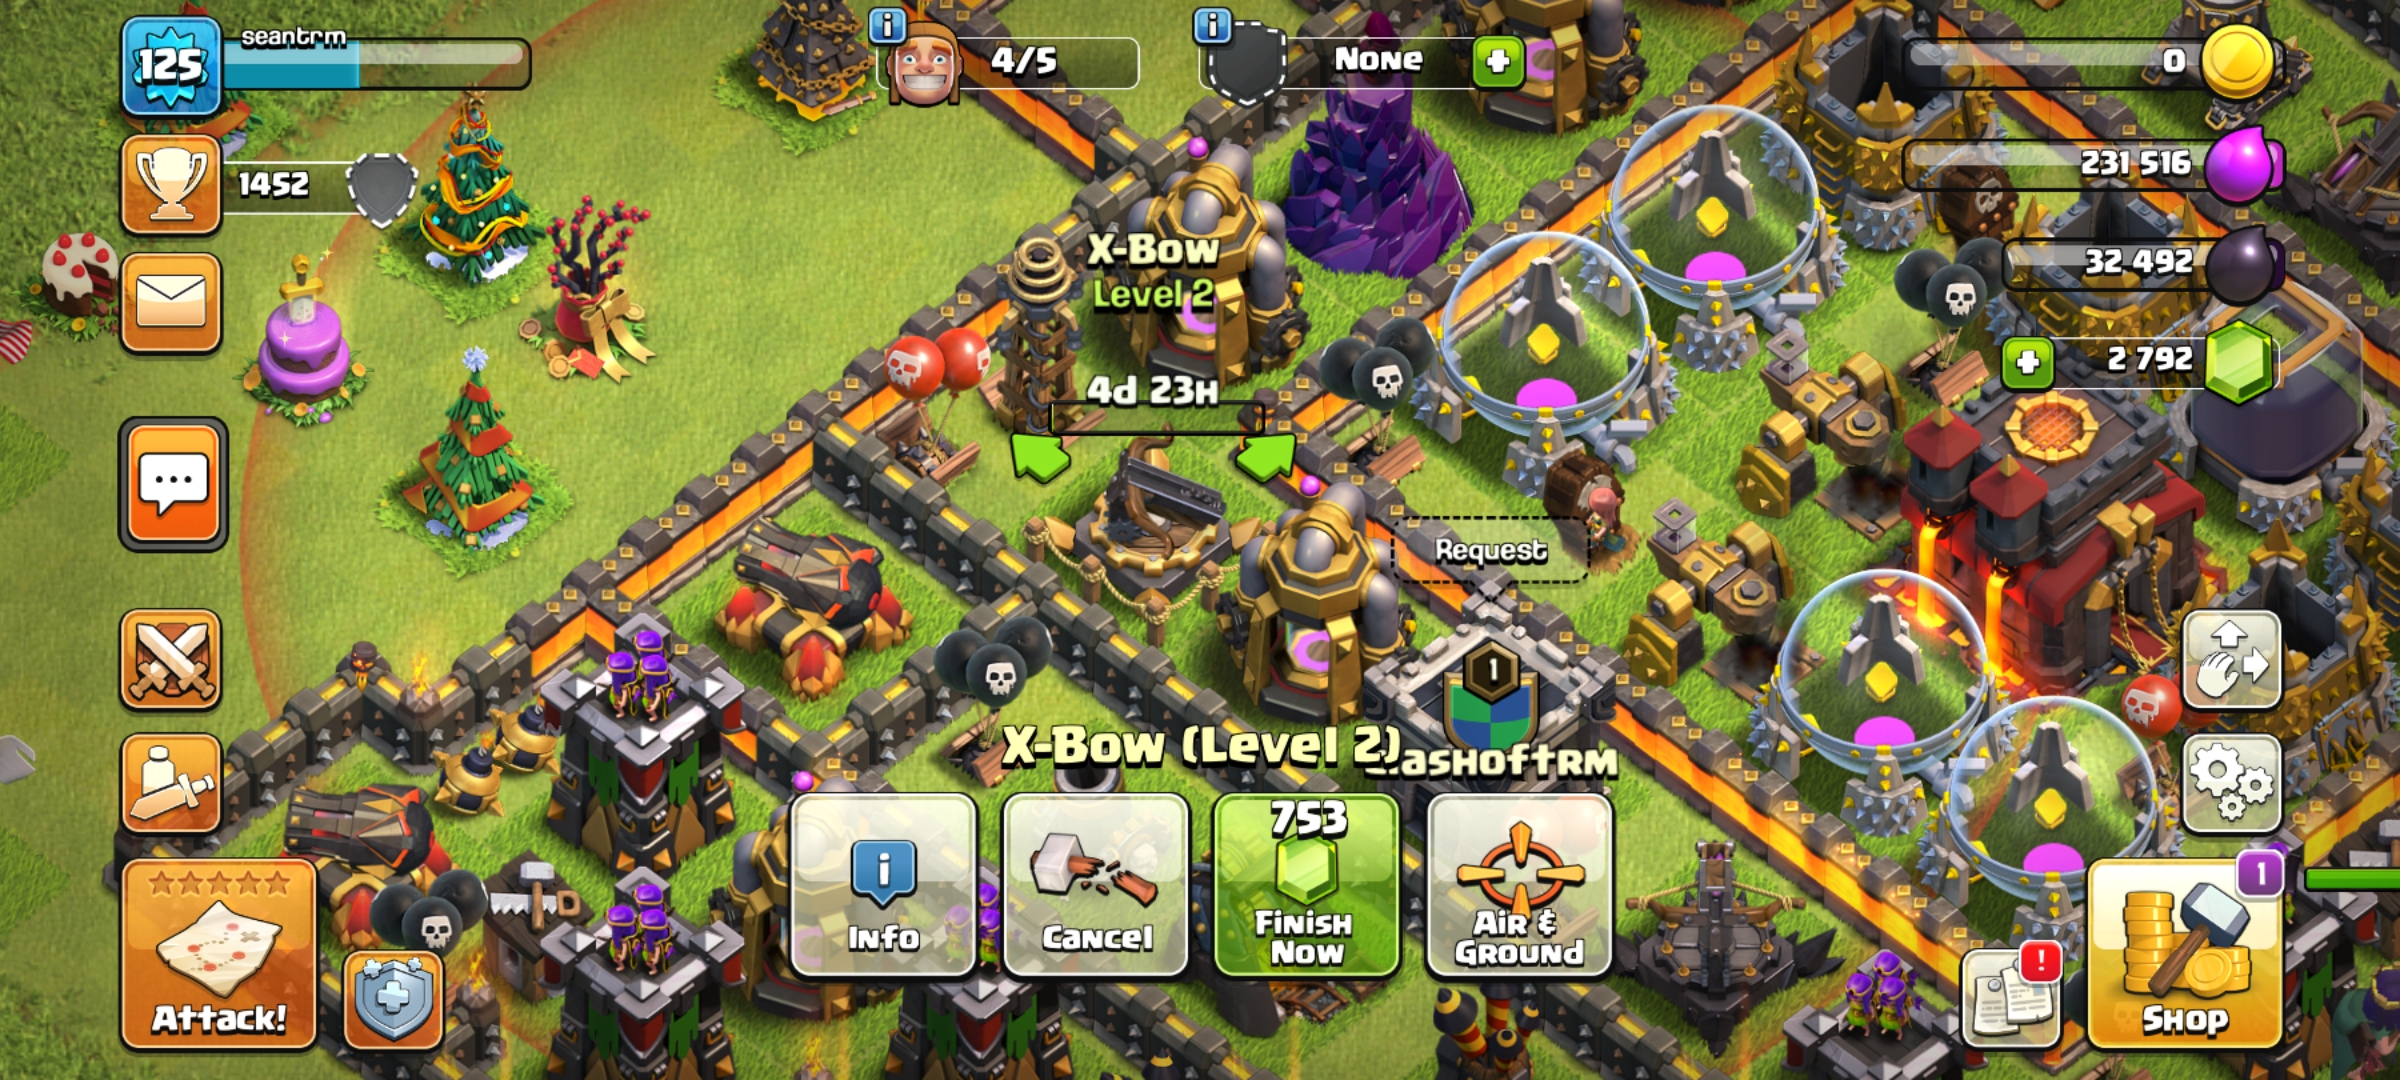 125
seantrm
4/5
None
0
1452
231 516
32 492
2 792
X-Bow
Level 2
4d 23H
Request
1
X-Bow (Level 2)
ashoftrm
753
Info
Cancel
Finish
Now
Air &
Ground
1
!
Attack!
Shop